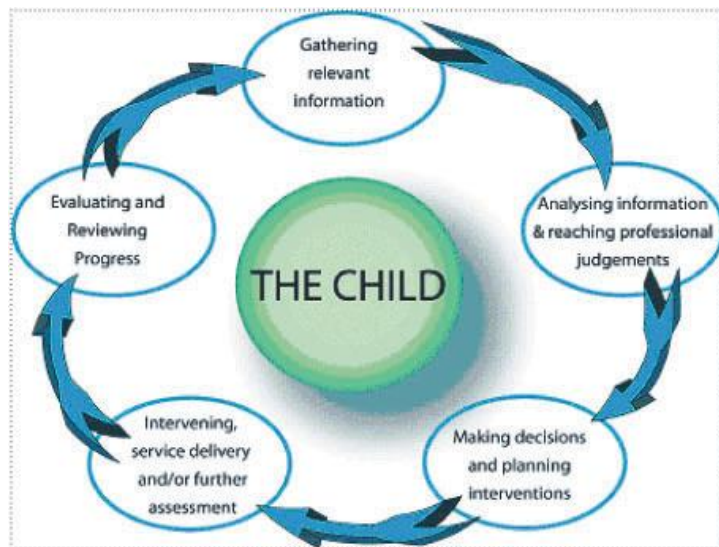 Gathering
relevant
information
Analysing information
& reaching professional
judgements
Making decisions
and planning
interventions
Intervening,
service delivery
and/or further
assessment
Evaluating and
Reviewing
Progress
THE CHILD